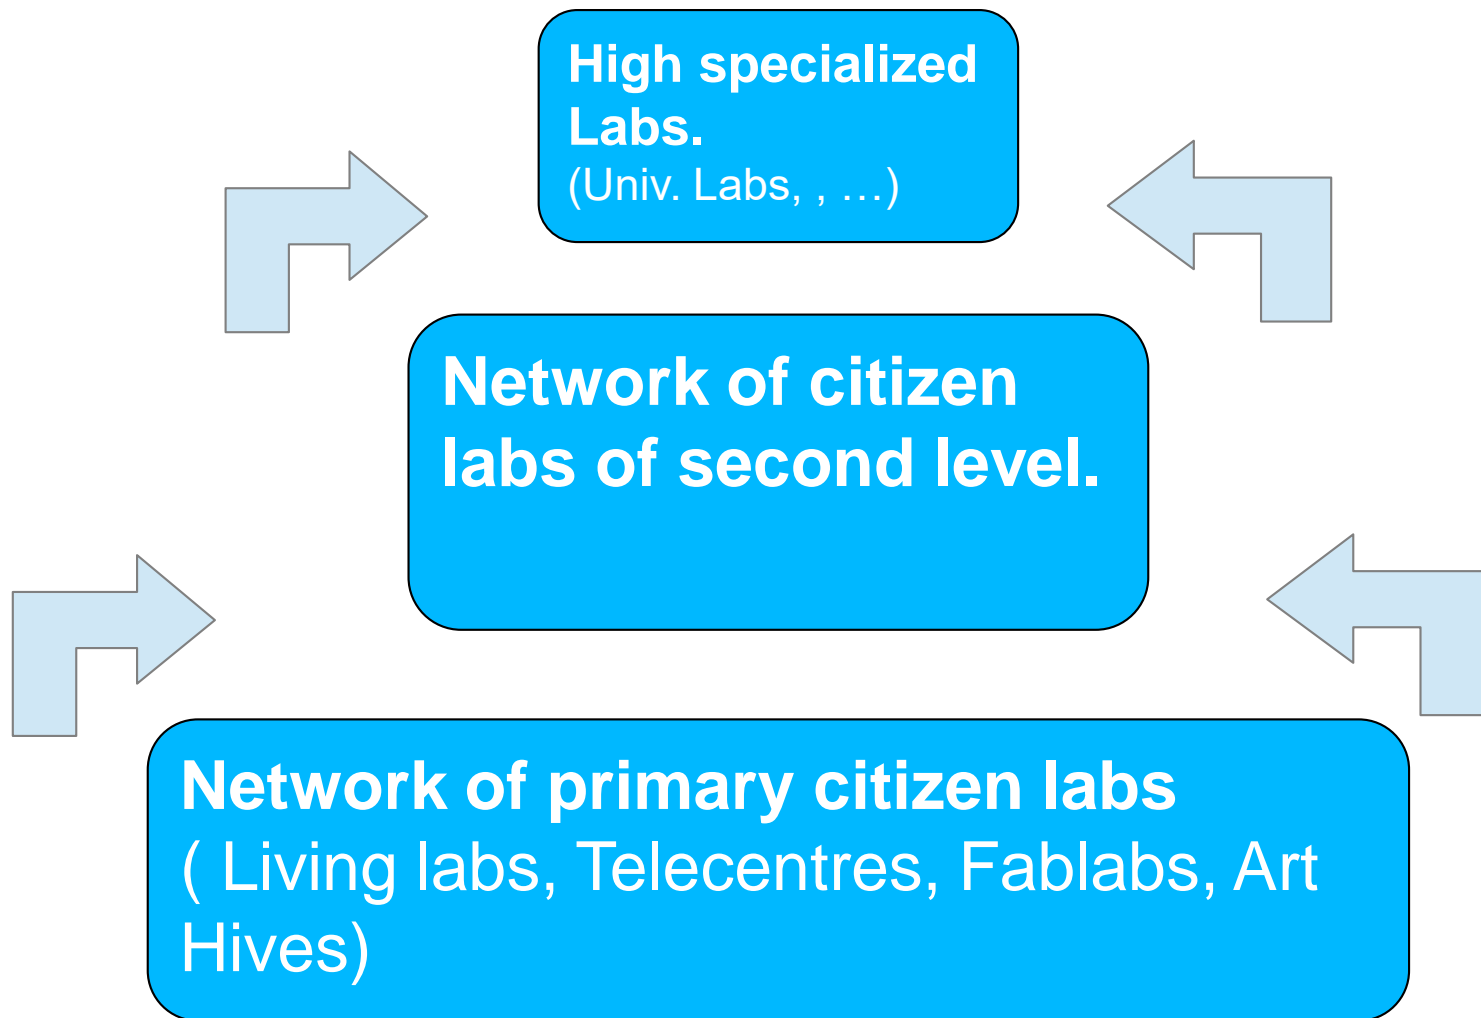 High specialized
Labs.
(Univ. Labs, , …)
Network of citizen
labs of second level.
Network of primary citizen labs
( Living labs, Telecentres, Fablabs, Art
Hives)